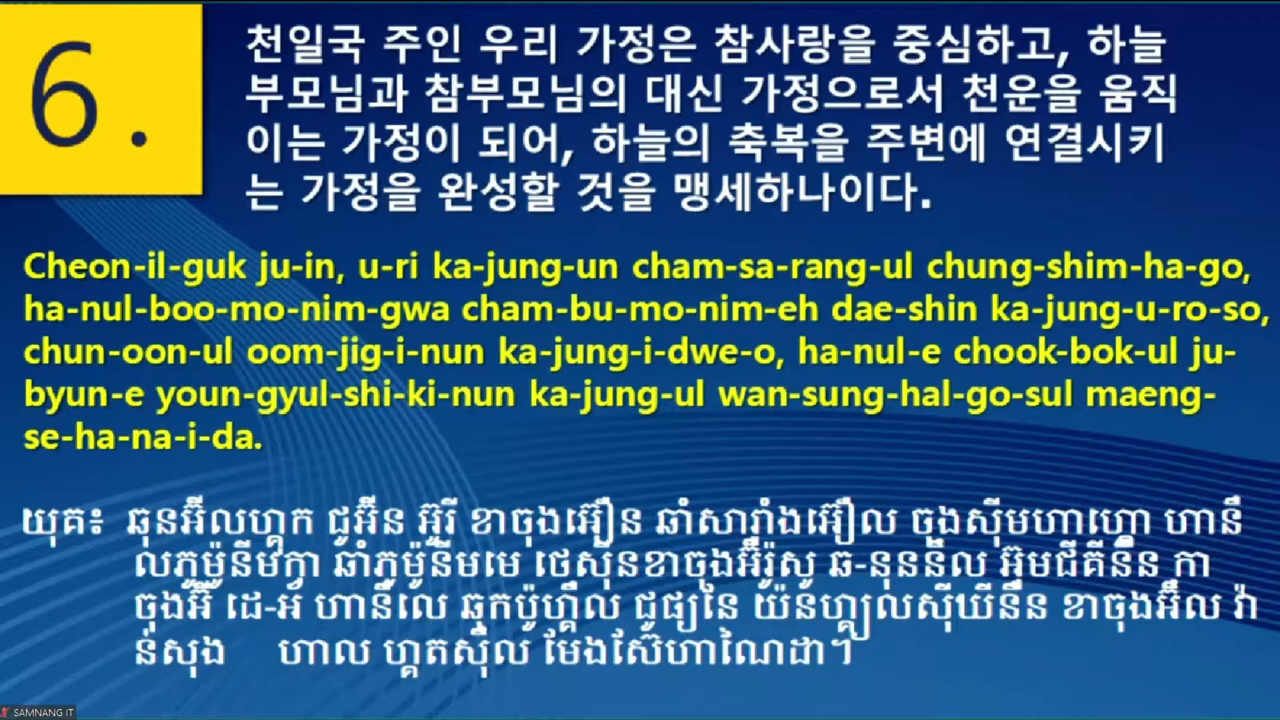 6.
천일국 주인 우리 가정은 참사랑을 중심하고, 하늘
부모님과 참부모님의 대신 가정으로서 천운을 움직
이는 가정이 되어, 하늘의 축복을 주변에 연결시키
는 가정을 완성할 것을 맹세하나이다.
Cheon-il-guk ju-in, u-ri ka-jung-un cham-sa-rang-ul chung-shim-ha-go,
ha-nul-boo-mo-nim-gwa cham-bu-mo-nim-eh dae-shin ka-jung-u-ro-so,
chun-oon-ul oom-jig-i-nun ka-jung-i-dwe-o, ha-nul-e chook-bok-ul ju-
byun-e youn-gyul-shi-ki-nun ka-jung-ul wan-sung-hal-go-sul maeng-
se-ha-na-i-da.
យុគ៖ ឆុនអ៊ីលហ្គុក ជូអ៊ីន អ៊ូរី ខាចុងអ៊ឿន ឆាំសារ៉ាំងអ៊ឿល ចុងស៊ីមហាហ្គោ ហានឺ
លភូម៉ូនីមក្វា ឆាំភូម៉ូនីមមេ ថេស៊ុនខាចុងអ៊ឺរ៉ូសូ ឆ-នុននឺល អ៊ូមជីគីនឺន កា
ចុងអ៊ី ដេ-អ៎ ហានឺលេ ឆុកប៉ូហ្គឺល ជូផ្យនៃ យ៉នហ្គ្យលស៊ីឃីនឺន ខាចុងអ៊ឺល វ៉ា
ន់សុង ហាល ហ្គតស៊ឺល មែងស៊ែហាណៃដា។
SAMNANG IT